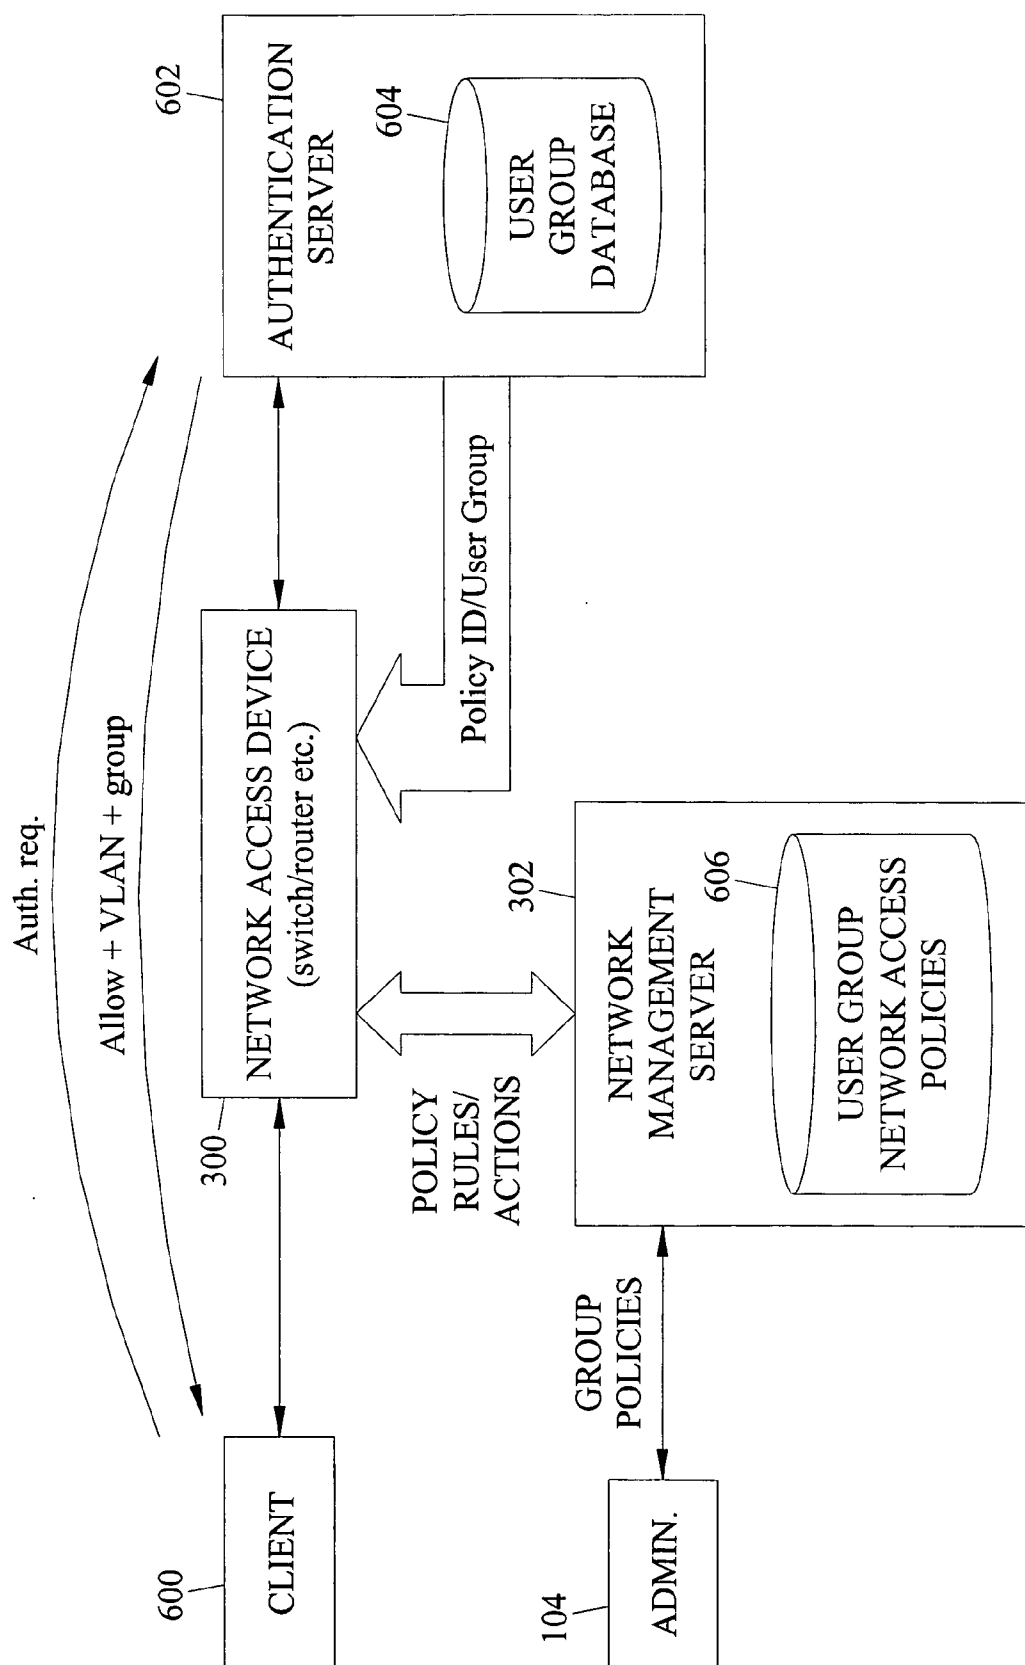 Auth. req.
Allow + VLAN + group
600
CLIENT
300
NETWORK ACCESS DEVICE
(switch/router etc.)
602
AUTHENTICATION
SERVER
604
USER
GROUP
DATABASE
Policy ID/User Group
POLICY
RULES/
ACTIONS
104
ADMIN.
GROUP
POLICIES
302
NETWORK
MANAGEMENT
SERVER
606
USER GROUP
NETWORK ACCESS
POLICIES